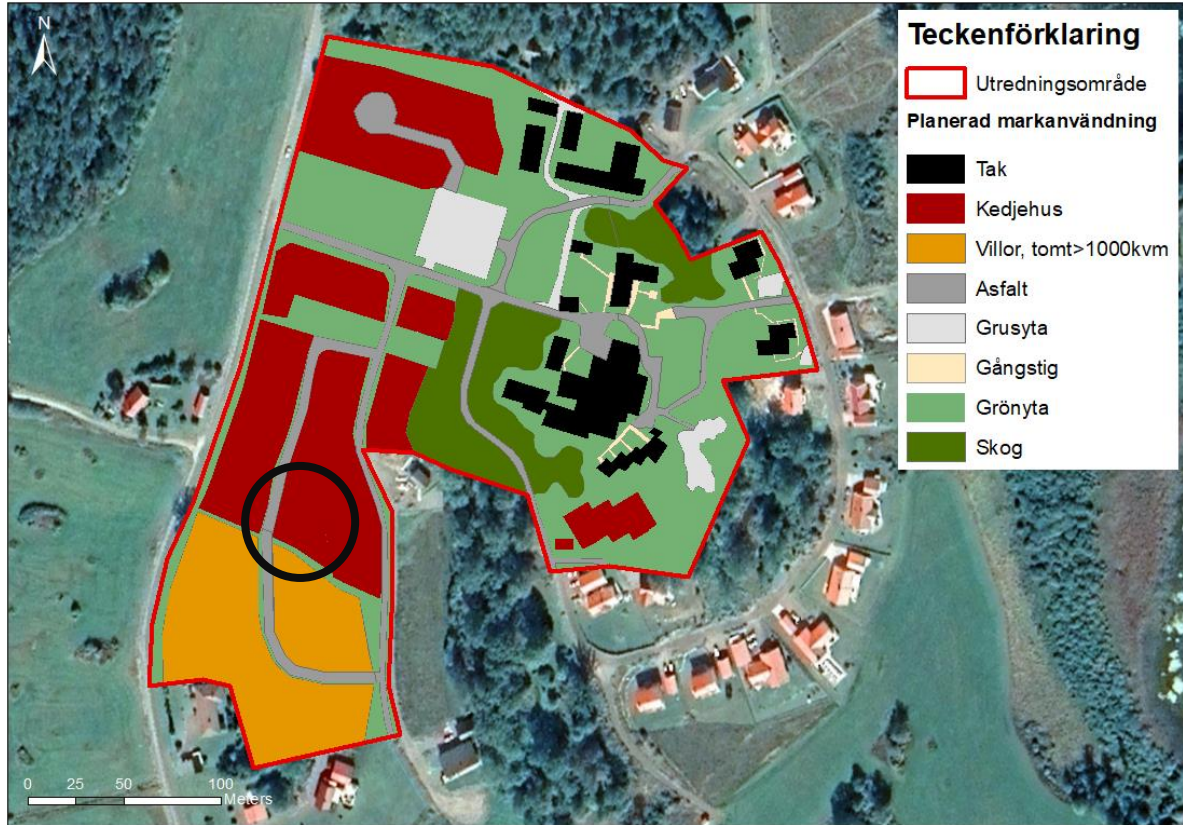 N
Teckenförklaring
Utredningsområde
Planerad markanvändning
Tak
Kedjehus
Villor, tomt>1000kvm
Asfalt
Grusyta
Gångstig
Grönyta
Skog
0 25 50 100
Meters